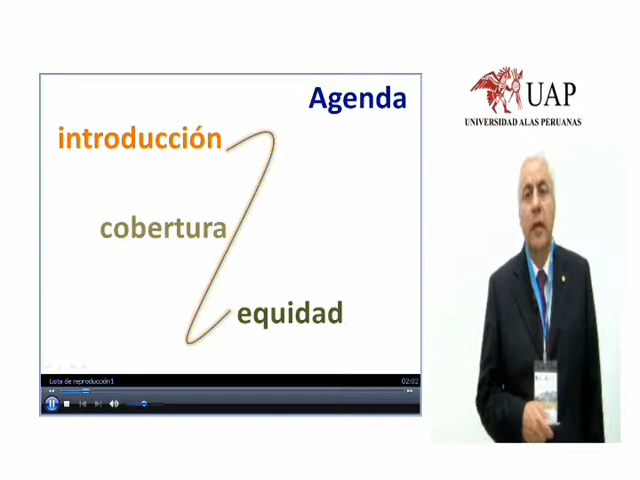 Agenda
introducción
cobertura
equidad
Lista de reproducción1
02:02
UAP
UNIVERSIDAD ALAS PERUANAS